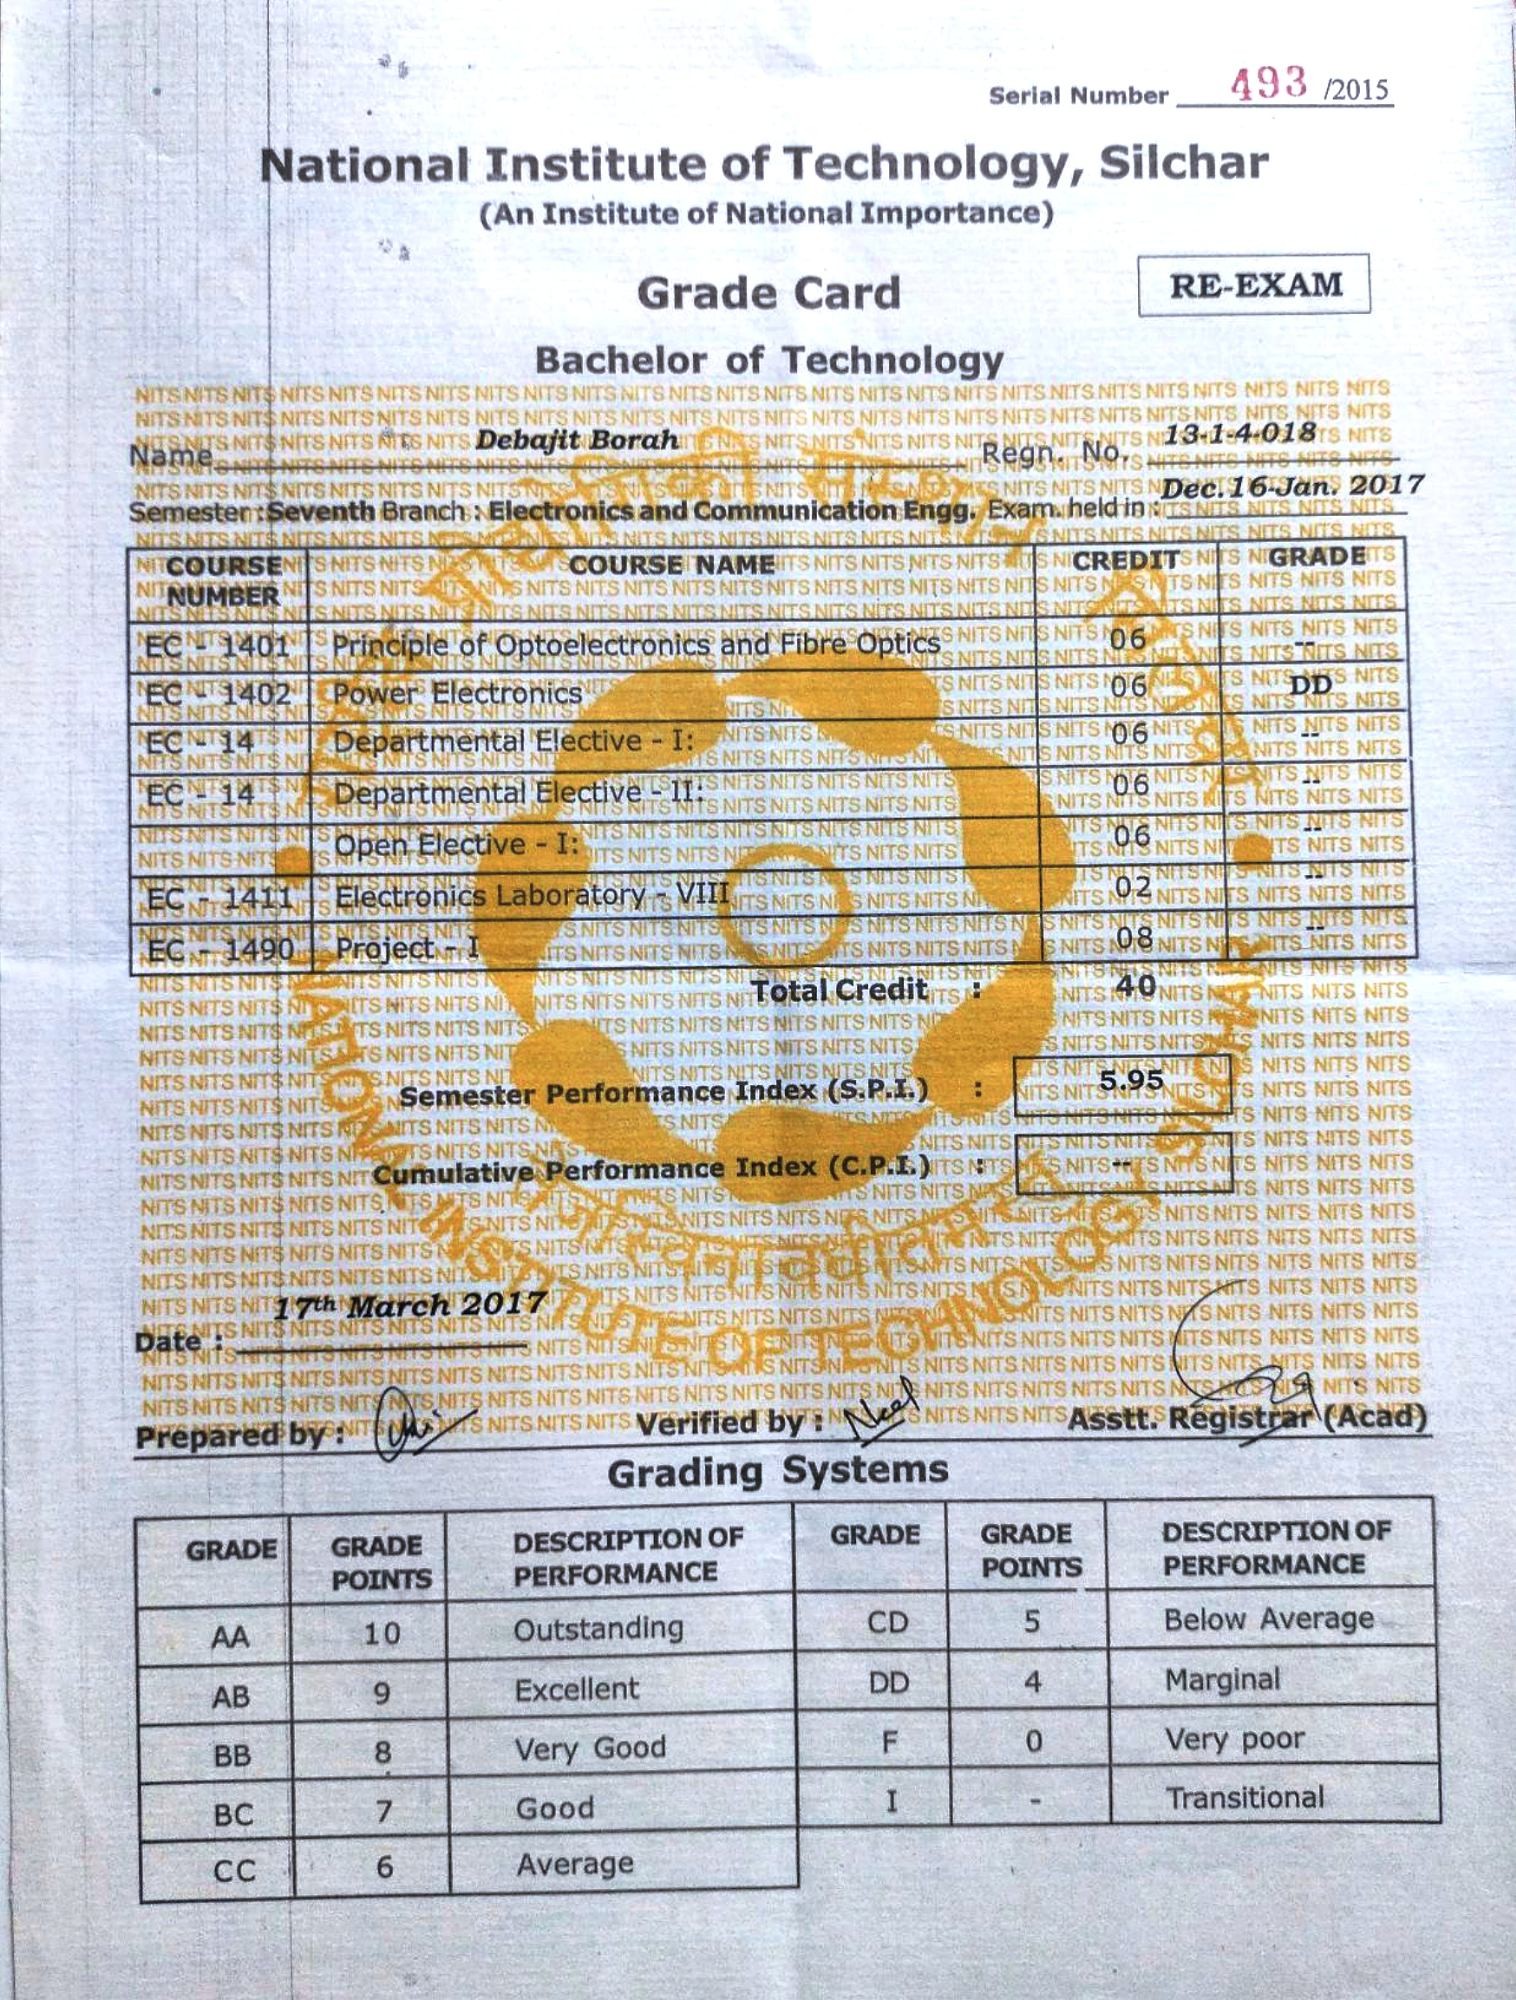 Serial Number 493 /2015
National Institute of Technology, Silchar
(An Institute of National Importance)
Grade Card
RE-EXAM
Bachelor of Technology
Name Debajit Borah Regn. No. 13-1-4-018
Semester : Seventh Branch : Electronics and Communication Engg. Exam. held in : Dec. 16-Jan. 2017
COURSE NUMBER COURSE NAME CREDIT GRADE
EC - 1401 Principle of Optoelectronics and Fibre Optics 06 --
EC - 1402 Power Electronics 06 DD
EC - 14 Departmental Elective - I: 06 --
EC - 14 Departmental Elective - II: 06 --
Open Elective - I: 06 --
EC - 1411 Electronics Laboratory - VIII 02 --
EC - 1490 Project - I 08 --
Total Credit : 40
Semester Performance Index (S.P.I.) : 5.95
Cumulative Performance Index (C.P.I.) : --
NATIONAL INSTITUTE OF TECHNOLOGY
Date : 17th March 2017
Prepared by : Verified by : Neel Asstt. Registrar (Acad)
Grading Systems
GRADE GRADE POINTS DESCRIPTION OF PERFORMANCE GRADE GRADE POINTS DESCRIPTION OF PERFORMANCE
AA 10 Outstanding CD 5 Below Average
AB 9 Excellent DD 4 Marginal
BB 8 Very Good F 0 Very poor
BC 7 Good I - Transitional
CC 6 Average